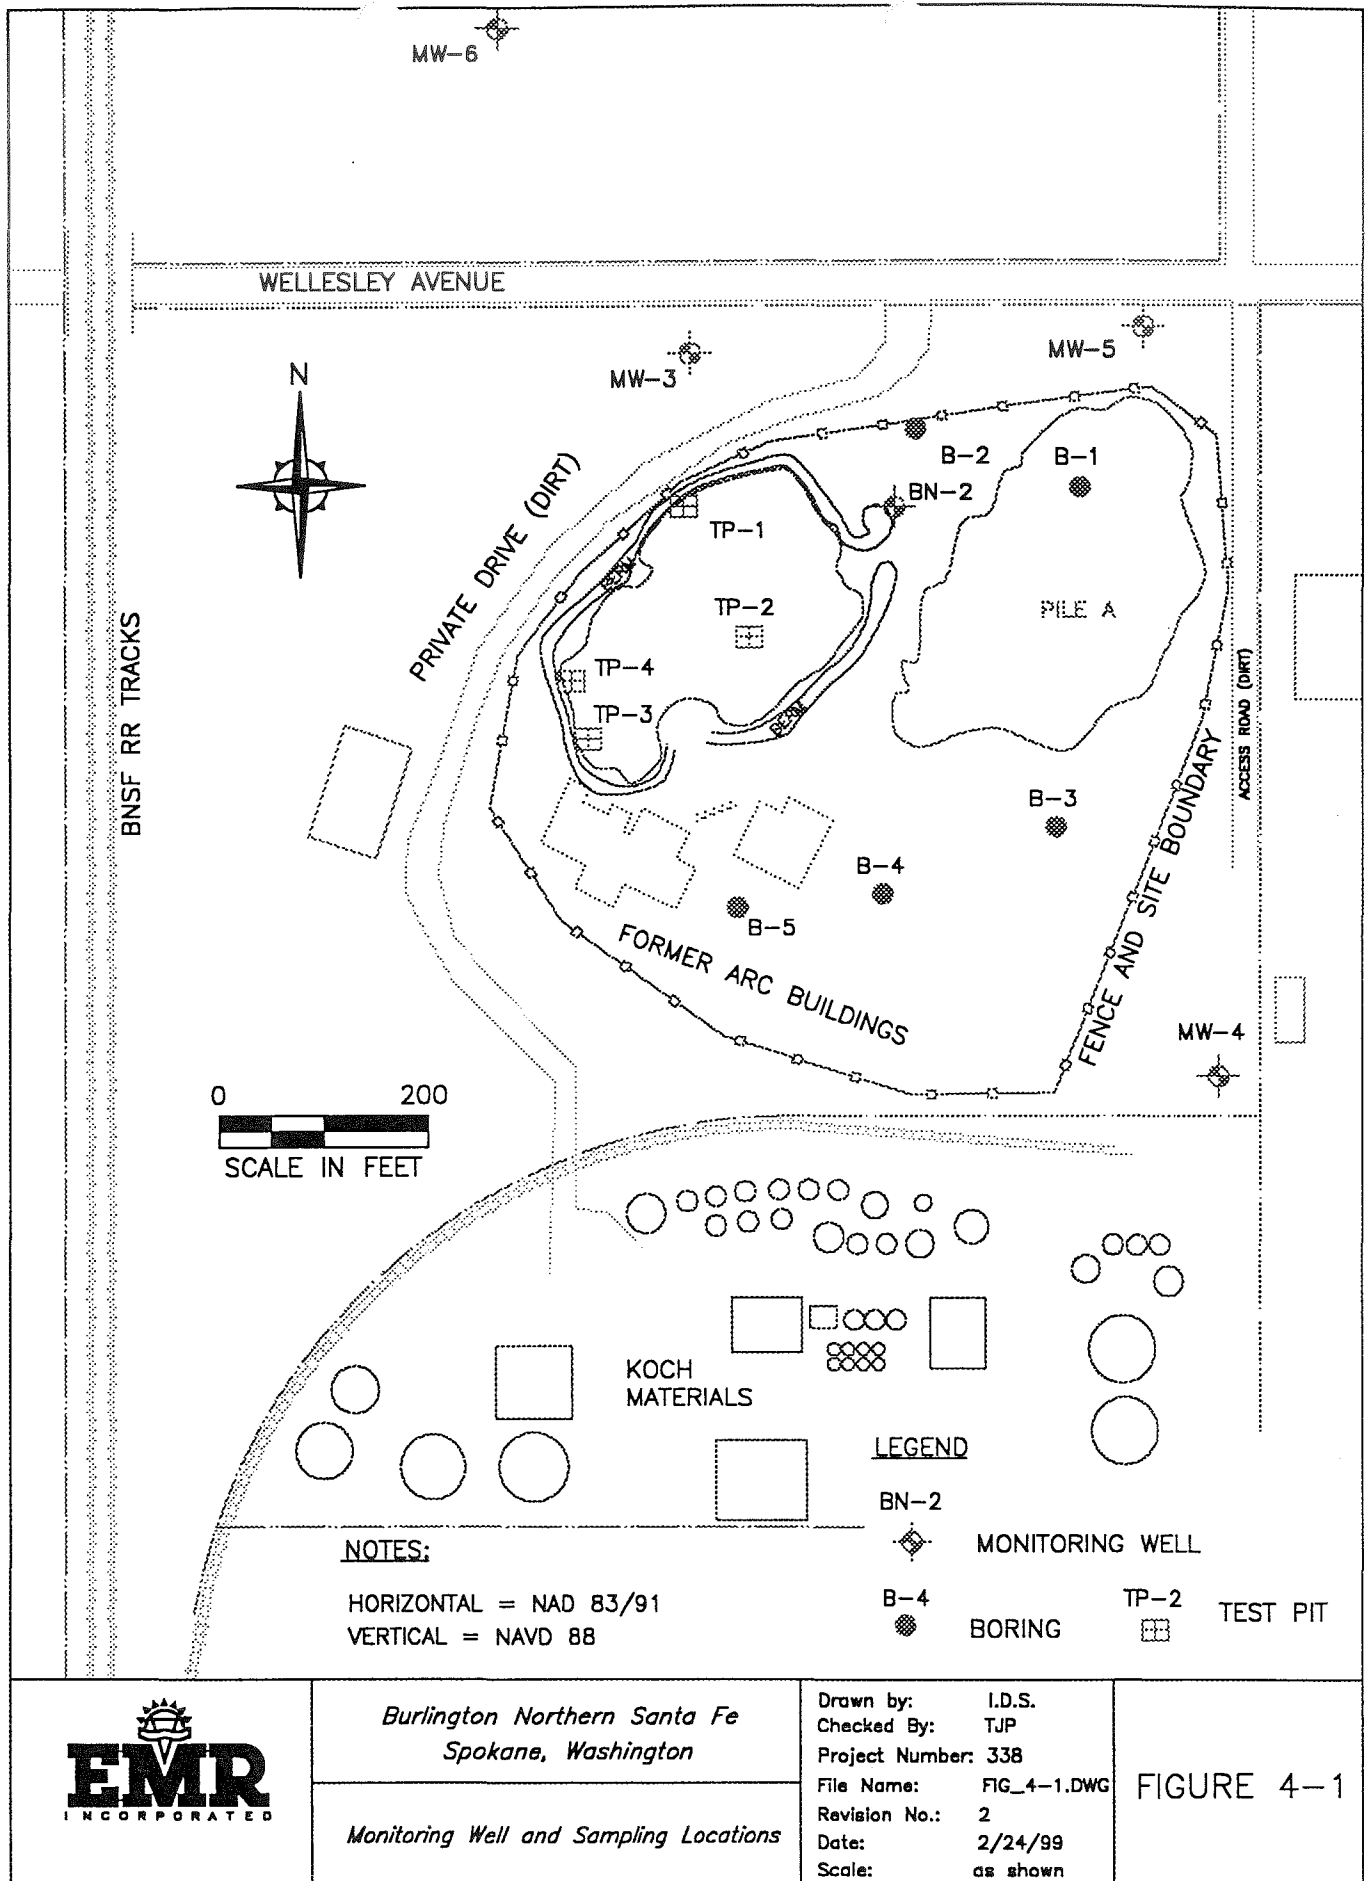 MW-6
WELLESLEY AVENUE
MW-5
MW-3
N
B-2
B-1
BN-2
PRIVATE DRIVE (DIRT)
TP-1
BERM
TP-2
PILE A
BNSF RR TRACKS
TP-4
ACCESS ROAD (DIRT)
TP-3
BERM
B-3
FENCE AND SITE BOUNDARY
B-4
B-5
FORMER ARC BUILDINGS
MW-4
0 200
SCALE IN FEET
KOCH
MATERIALS
LEGEND
BN-2
MONITORING WELL
B-4
BORING
TP-2
TEST PIT
NOTES:
HORIZONTAL = NAD 83/91
VERTICAL = NAVD 88
EMR
INCORPORATED
Burlington Northern Santa Fe
Spokane, Washington
Monitoring Well and Sampling Locations
Drawn by: I.D.S.
Checked By: TJP
Project Number: 338
File Name: FIG_4-1.DWG
Revision No.: 2
Date: 2/24/99
Scale: as shown
FIGURE 4-1